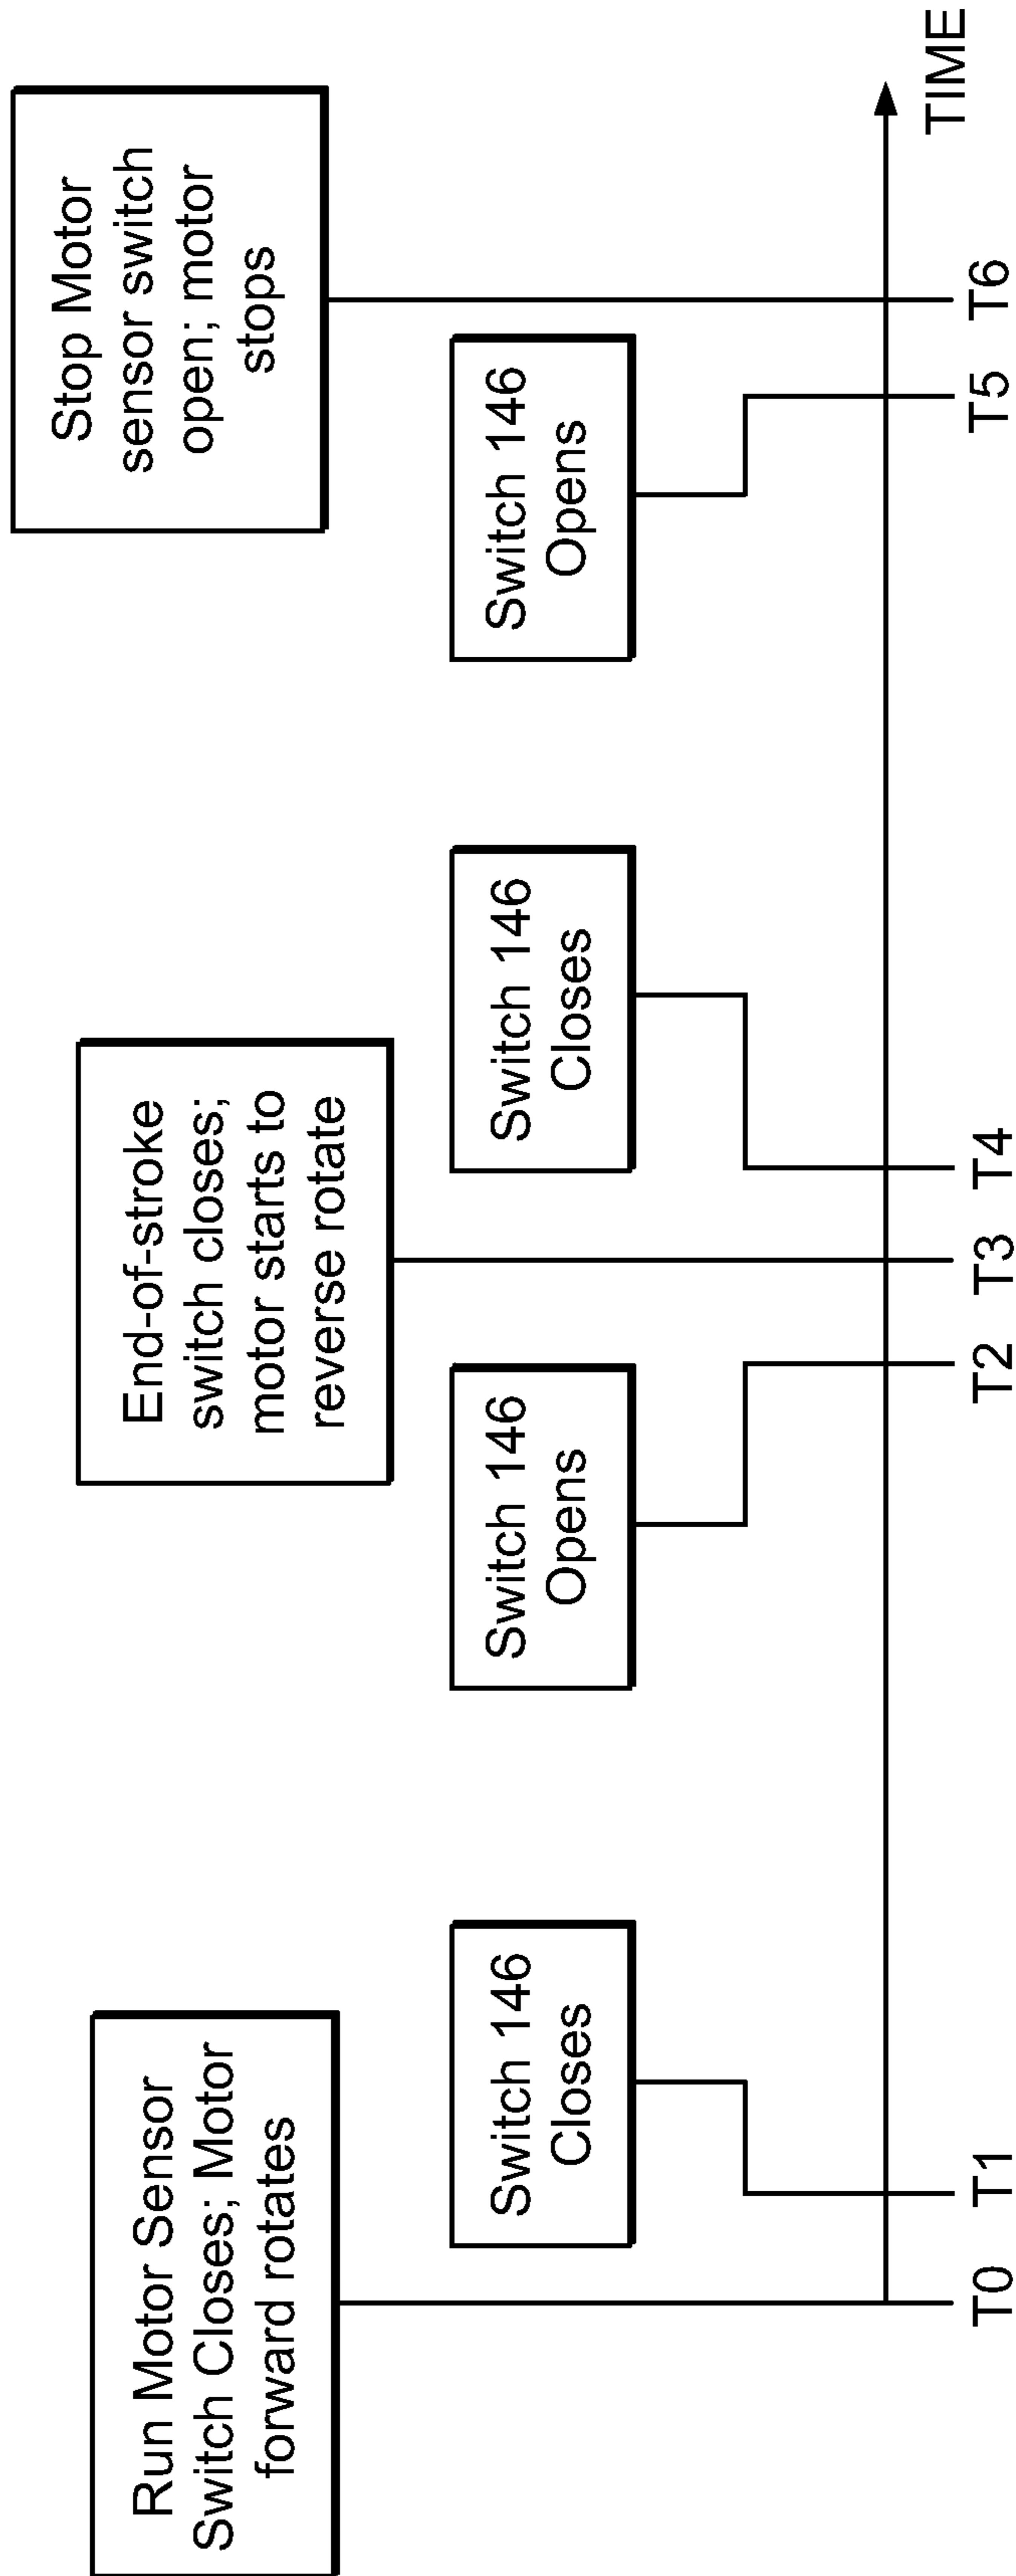 Run Motor Sensor
Switch Closes; Motor
forward rotates
Switch 146
Closes
Switch 146
Opens
End-of-stroke
switch closes;
motor starts to
reverse rotate
Switch 146
Closes
Switch 146
Opens
Stop Motor
sensor switch
open; motor
stops
T0
T1
T2
T3
T4
T5
T6
TIME